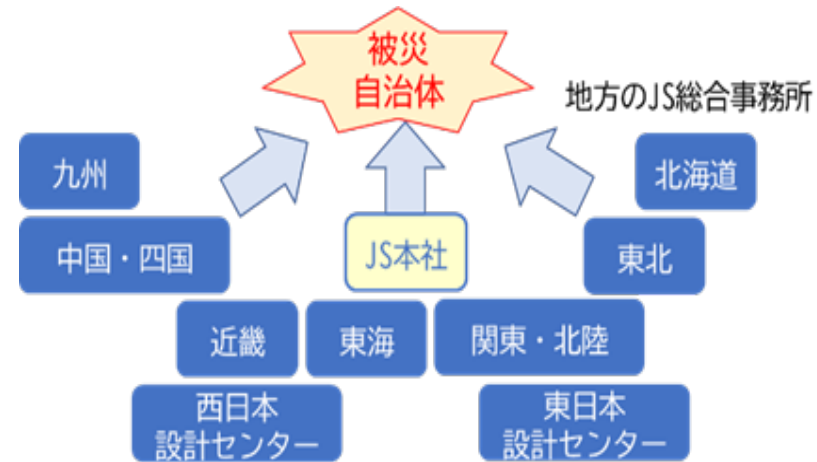 被災
自治体
地方のJS総合事務所
九州
北海道
中国・四国
JS本社
東北
近畿
東海
関東・北陸
西日本
設計センター
東日本
設計センター